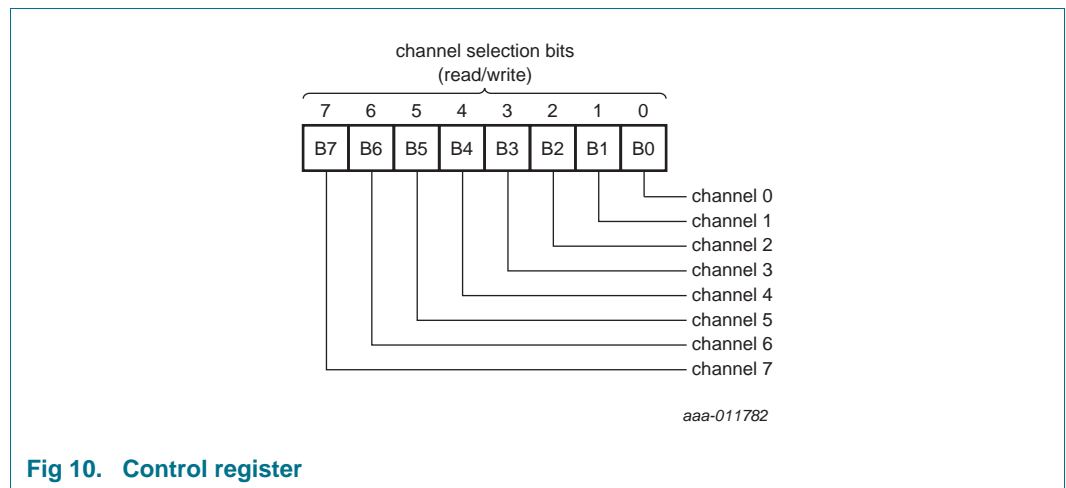 channel selection bits
(read/write)
7 6 5 4 3 2 1 0
B7 B6 B5 B4 B3 B2 B1 B0
channel 0
channel 1
channel 2
channel 3
channel 4
channel 5
channel 6
channel 7
aaa-011782
Fig 10. Control register